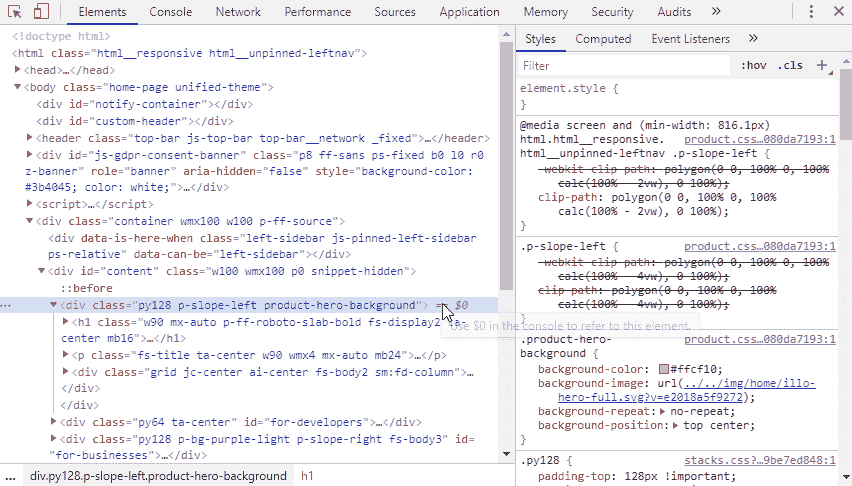 Elements Console Network Performance Sources Application Memory Security Audits »
<!doctype html>
<html class="html__responsive html__unpinned-leftnav">
<head>…</head>
<body class="home-page unified-theme">
<div id="notify-container"></div>
<div id="custom-header"></div>
<header class="top-bar js-top-bar top-bar__network _fixed">…</header>
<div id="js-gdpr-consent-banner" class="p8 ff-sans ps-fixed b0 l0 r0
z-banner" role="banner" aria-hidden="false" style="background-color:
#3b4045; color: white;">…</div>
<script>…</script>
<div class="container wmx100 w100 p-ff-source">
<div data-is-here-when class="left-sidebar js-pinned-left-sidebar
ps-relative" data-can-be="left-sidebar"></div>
<div id="content" class="w100 wmx100 p0 snippet-hidden">
::before
… <div class="py128 p-slope-left product-hero-background"> == $0
<h1 class="w90 mx-auto p-ff-roboto-slab-bold fs-display2 ta-
center mb16">…</h1>
<p class="fs-title ta-center w90 wmx4 mx-auto mb24">…</p>
<div class="grid jc-center ai-center fs-body2 sm:fd-column">…
</div>
</div>
<div class="py64 ta-center" id="for-developers">…</div>
<div class="py128 p-bg-purple-light p-slope-right fs-body3" id=
"for-businesses">…</div>
Use $0 in the console to refer to this element.
... div.py128.p-slope-left.product-hero-background h1
Styles Computed Event Listeners »
Filter :hov .cls +
element.style {
}
@media screen and (min-width: 816.1px)
html.html__responsive. product.css…080da7193:1
html__unpinned-leftnav .p-slope-left {
-webkit-clip-path: polygon(0 0, 100% 0, 100%
calc(100% - 2vw), 0 100%);
clip-path: polygon(0 0, 100% 0, 100%
calc(100% - 2vw), 0 100%);
}
.p-slope-left { product.css…080da7193:1
-webkit-clip-path: polygon(0 0, 100% 0, 100%
calc(100% - 4vw), 0 100%);
clip-path: polygon(0 0, 100% 0, 100%
calc(100% - 4vw), 0 100%);
}
.product-hero- product.css…080da7193:1
background {
background-color: #ffcf10;
background-image: url(../../img/home/illo-
hero-full.svg?v=e2018a5f9272);
background-repeat: no-repeat;
background-position: top center;
}
.py128 { stacks.css?…9be7ed848:1
padding-top: 128px !important;